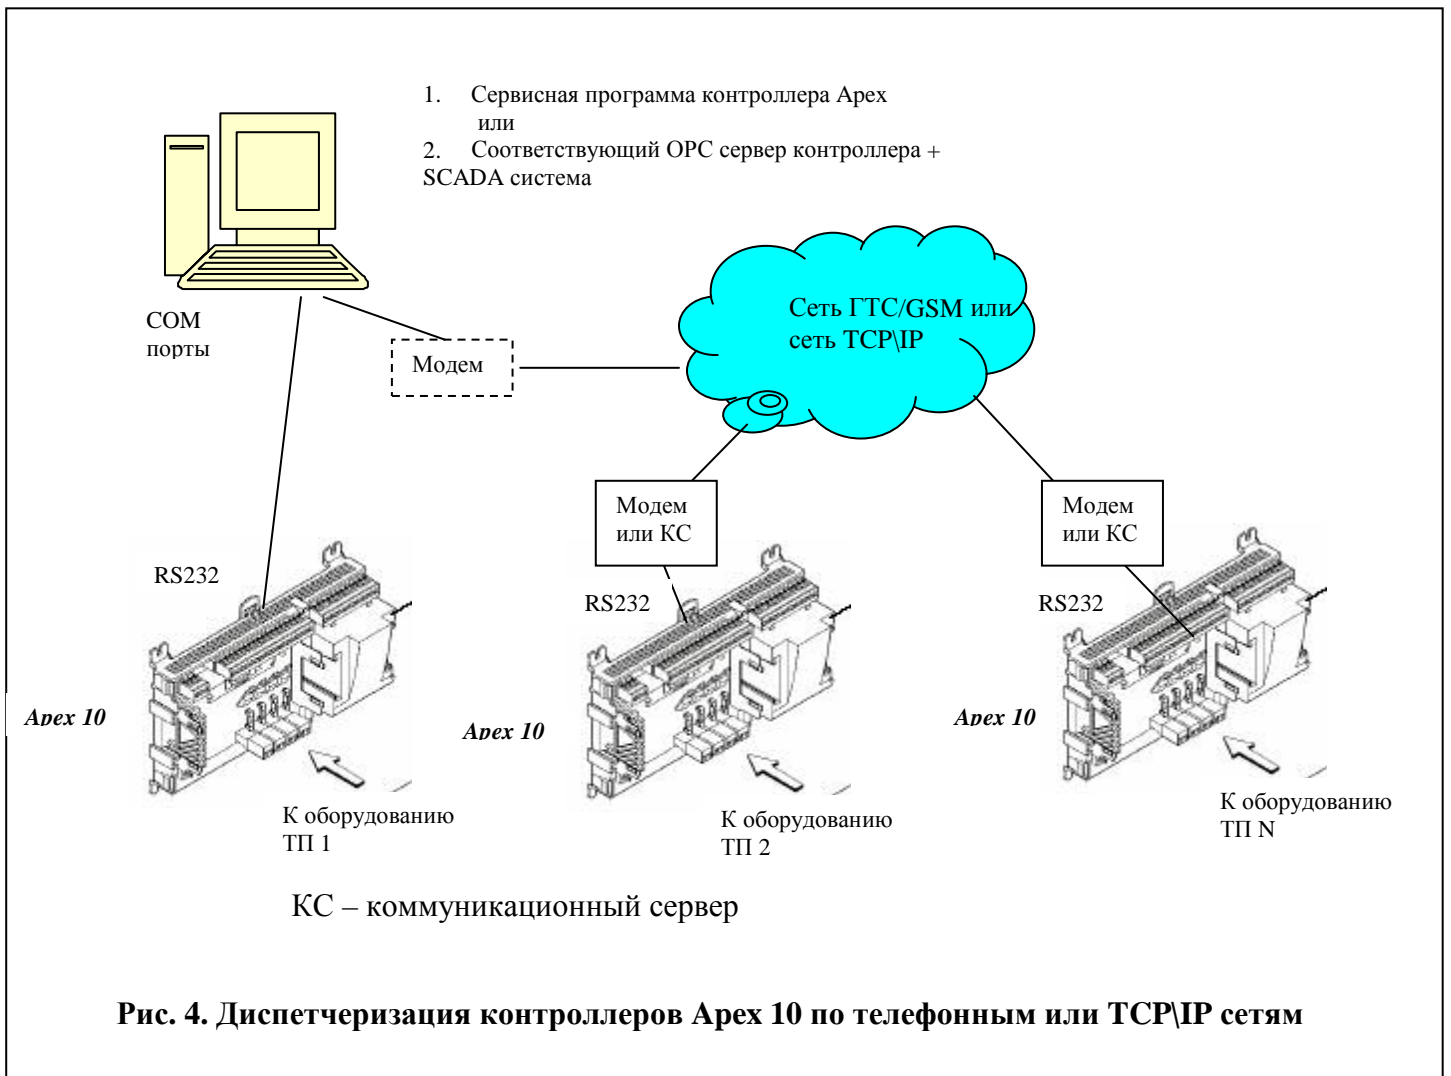 1. Сервисная программа контроллера Apex
или
2. Соответствующий OPC сервер контроллера +
SCADA система
Сеть ГТС/GSM или
сеть TCP\IP
COM
порты
Модем
Модем
или КС
Модем
или КС
RS232
RS232
RS232
Apex 10
Apex 10
Apex 10
К оборудованию
ТП 1
К оборудованию
ТП 2
К оборудованию
ТП N
КС – коммуникационный сервер
Рис. 4. Диспетчеризация контроллеров Apex 10 по телефонным или TCP\IP сетям